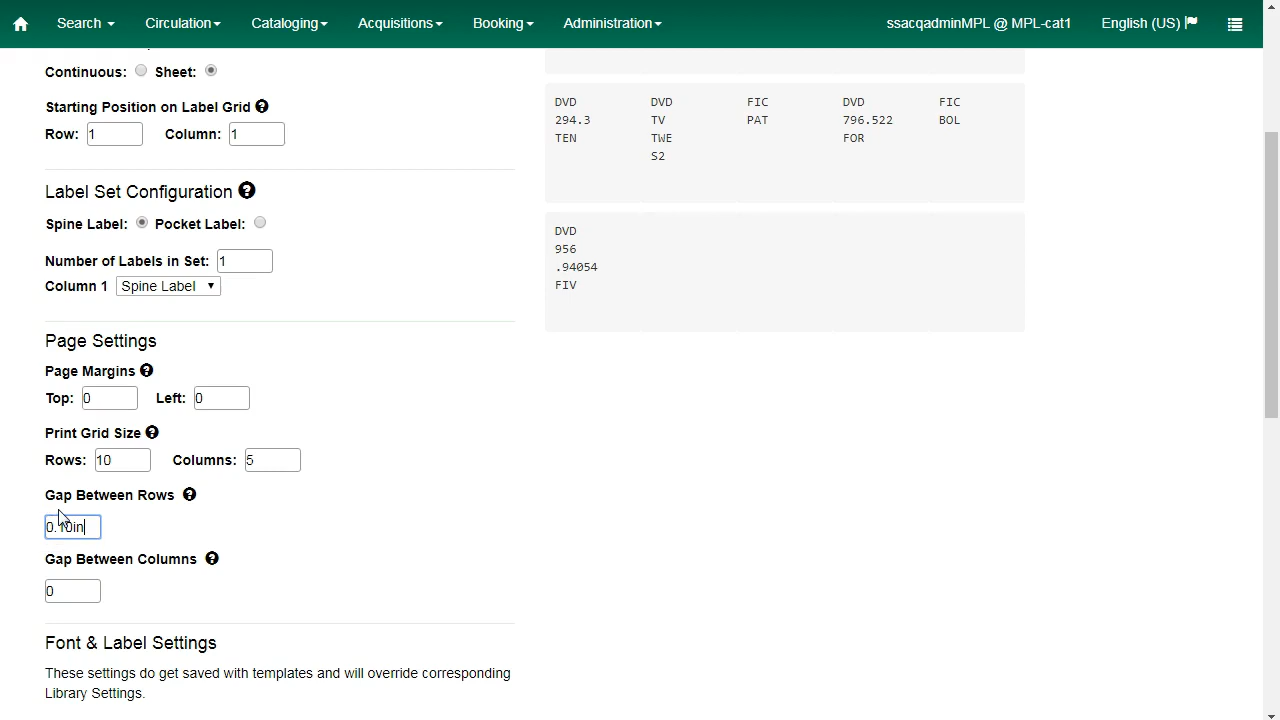 Search Circulation Cataloging Acquisitions Booking Administration ssacqadminMPL @ MPL-cat1 English (US)
Continuous: Sheet:
Starting Position on Label Grid
Row: 1 Column: 1
Label Set Configuration
Spine Label: Pocket Label:
Number of Labels in Set: 1
Column 1 Spine Label
Page Settings
Page Margins
Top: 0 Left: 0
Print Grid Size
Rows: 10 Columns: 5
Gap Between Rows
0.10in
Gap Between Columns
0
Font & Label Settings
These settings do get saved with templates and will override corresponding
Library Settings.
DVD DVD FIC DVD FIC
294.3 TV PAT 796.522 BOL
TEN TWE FOR
S2
DVD
956
.94054
FIV